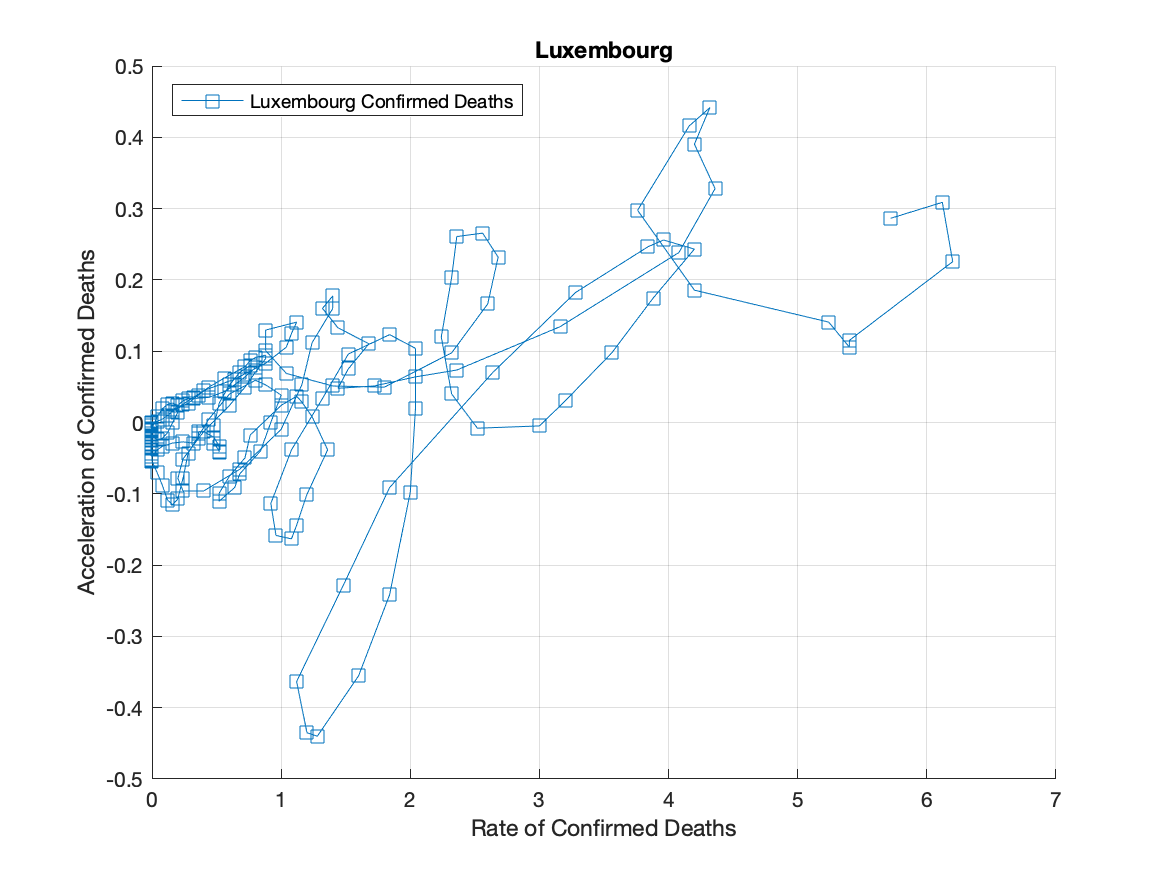 Luxembourg
Luxembourg Confirmed Deaths
0.5
0.4
0.3
0.2
0.1
0
-0.1
-0.2
-0.3
-0.4
-0.5
Acceleration of Confirmed Deaths
0 1 2 3 4 5 6 7
Rate of Confirmed Deaths